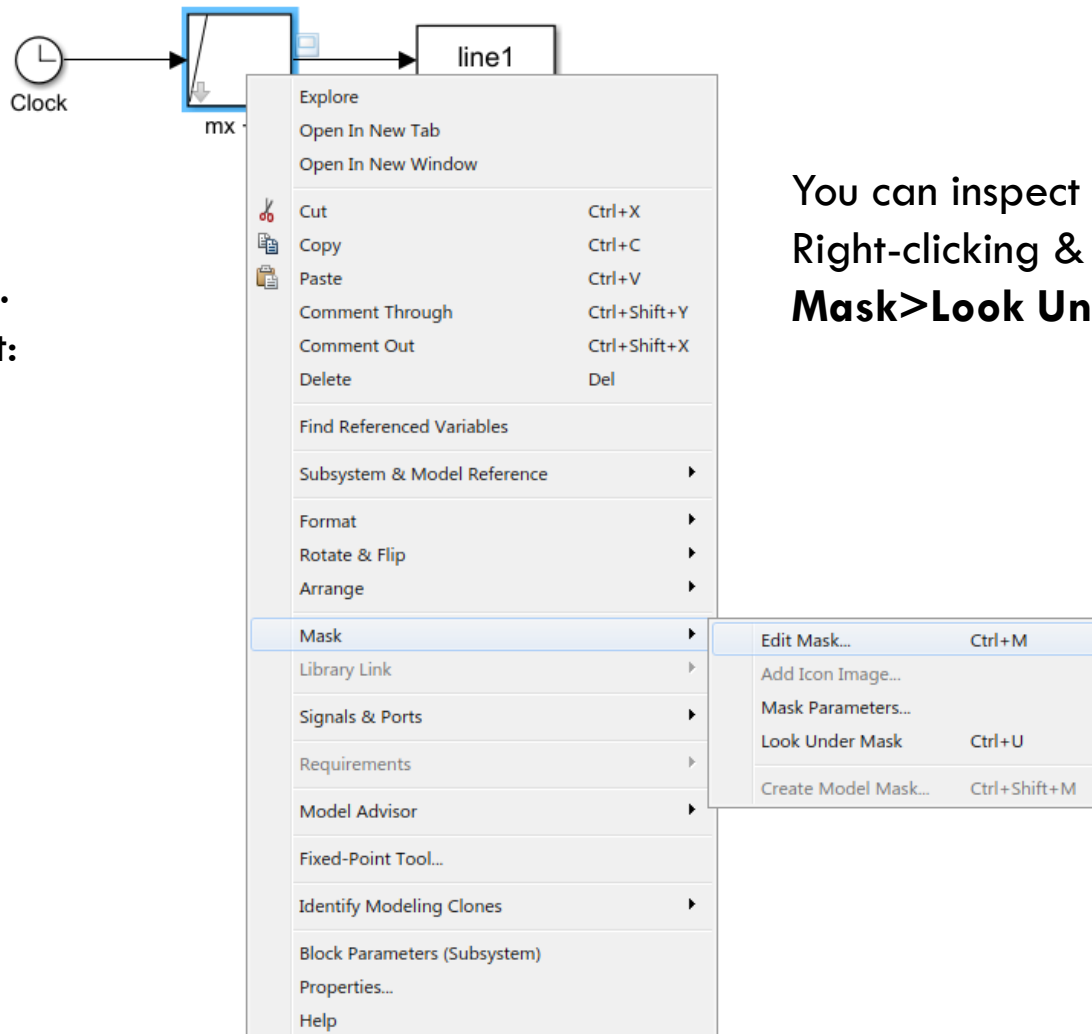 line1
Clock
mx
Explore
Open In New Tab
Open In New Window
Cut Ctrl+X
Copy Ctrl+C
Paste Ctrl+V
Comment Through Ctrl+Shift+Y
Comment Out Ctrl+Shift+X
Delete Del
Find Referenced Variables
Subsystem & Model Reference
Format
Rotate & Flip
Arrange
Mask
Library Link
Signals & Ports
Requirements
Model Advisor
Fixed-Point Tool...
Identify Modeling Clones
Block Parameters (Subsystem)
Properties...
Help
Edit Mask... Ctrl+M
Add Icon Image...
Mask Parameters...
Look Under Mask Ctrl+U
Create Model Mask... Ctrl+Shift+M
You can inspect
Right-clicking &
Mask>Look Un